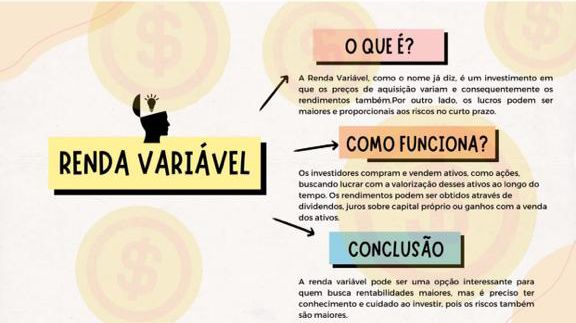 O QUE É?
A Renda Variável, como o nome já diz, é um investimento em
que os preços de aquisição variam e consequentemente os
rendimentos também.Por outro lado, os lucros podem ser
maiores e proporcionais aos riscos no curto prazo.
RENDA VARIÁVEL
COMO FUNCIONA?
Os investidores compram e vendem ativos, como ações,
buscando lucrar com a valorização desses ativos ao longo do
tempo. Os rendimentos podem ser obtidos através de
dividendos, juros sobre capital próprio ou ganhos com a venda
dos ativos.
CONCLUSÃO
A renda variável pode ser uma opção interessante para
quem busca rentabilidades maiores, mas é preciso ter
conhecimento e cuidado ao investir, pois os riscos também
são maiores.